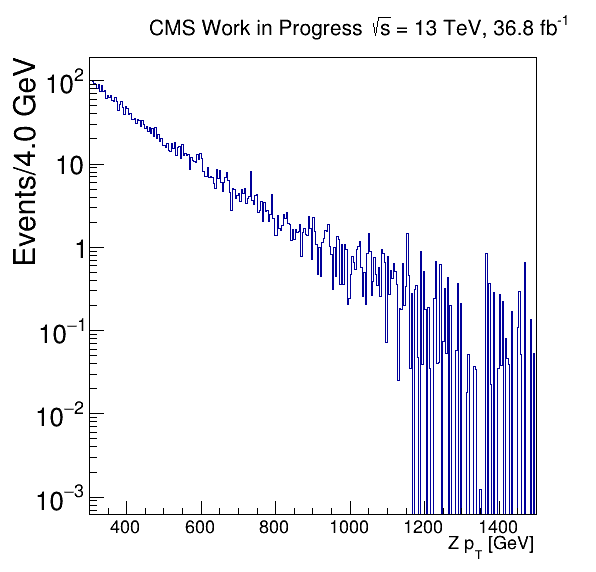 CMS Work in Progress √s = 13 TeV, 36.8 fb⁻¹
Events/4.0 GeV
10²
10
1
10⁻¹
10⁻²
10⁻³
400 600 800 1000 1200 1400
Z p_T [GeV]